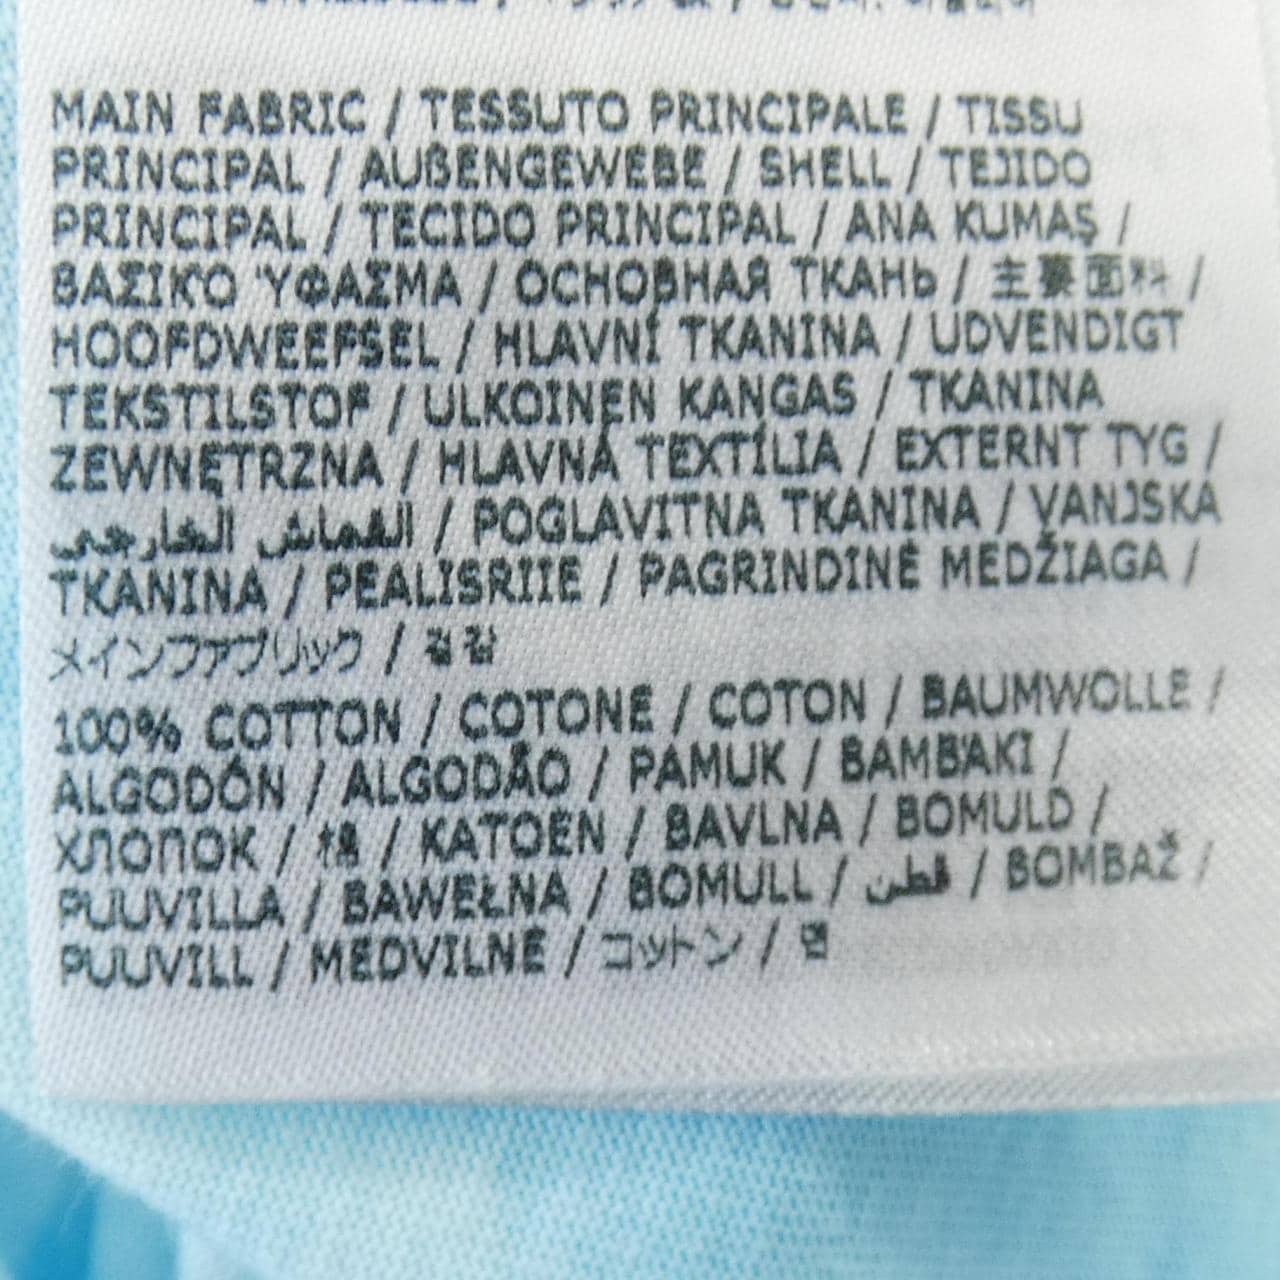 MAIN FABRIC / TESSUTO PRINCIPALE / TISSU
PRINCIPAL / AUßENGEWEBE / SHELL / TEJIDO
PRINCIPAL / TECIDO PRINCIPAL / ANA KUMAŞ /
ΒΑΣΙΚ'Ο 'ΥΦΑΣΜΑ / ОСНОВНАЯ ТКАНЬ / 主要面料 /
HOOFDWEEFSEL / HLAVNÍ TKANINA / UDVENDIGT
TEKSTILSTOF / ULKOINEN KANGAS / TKANINA
ZEWNĘTRZNA / HLAVNÁ TEXTÍLIA / EXTERNT TYG /
القماش الخارجي / POGLAVITNA TKANINA / VANJSKA
TKANINA / PEALISRIIE / PAGRINDINĖ MEDŽIAGA /
メインファブリック / 겉감
100% COTTON / COTONE / COTON / BAUMWOLLE /
ALGODÓN / ALGODÃO / PAMUK / BAMB'AKI /
ХЛОПОК / 棉 / KATOEN / BAVLNA / BOMULD /
PUUVILLA / BAWEŁNA / BOMULL / قطن / BOMBAŽ /
PUUVILL / MEDVILNĖ / コットン / 면